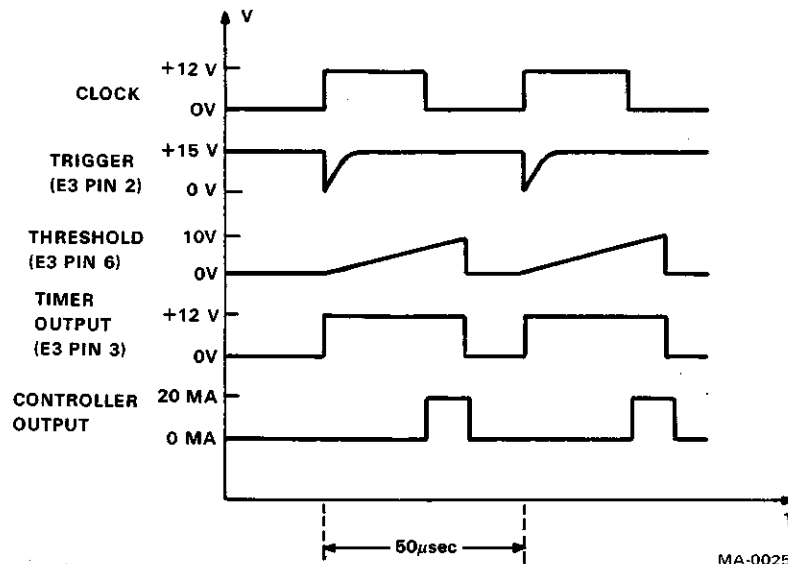 V
CLOCK
+12 V
0V
TRIGGER
(E3 PIN 2)
+15 V
0 V
THRESHOLD
(E3 PIN 6)
10V
0V
TIMER
OUTPUT
(E3 PIN 3)
+12 V
0V
CONTROLLER
OUTPUT
20 MA
0 MA
50μsec
MA-0025